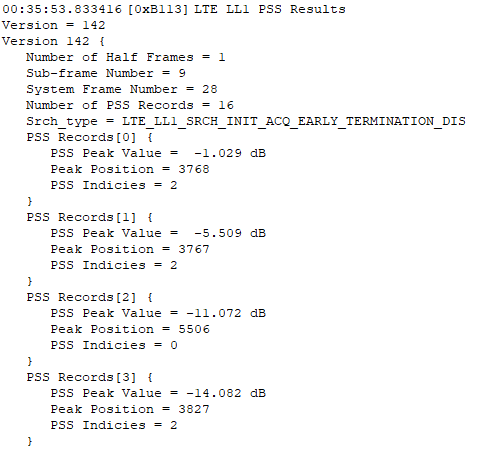 00:35:53.833416 [0xB113] LTE LL1 PSS Results
Version = 142
Version 142 {
Number of Half Frames = 1
Sub-frame Number = 9
System Frame Number = 28
Number of PSS Records = 16
Srch_type = LTE_LL1_SRCH_INIT_ACQ_EARLY_TERMINATION_DIS
PSS Records[0] {
PSS Peak Value =  -1.029 dB
Peak Position = 3768
PSS Indicies = 2
}
PSS Records[1] {
PSS Peak Value =  -5.509 dB
Peak Position = 3767
PSS Indicies = 2
}
PSS Records[2] {
PSS Peak Value = -11.072 dB
Peak Position = 5506
PSS Indicies = 0
}
PSS Records[3] {
PSS Peak Value = -14.082 dB
Peak Position = 3827
PSS Indicies = 2
}